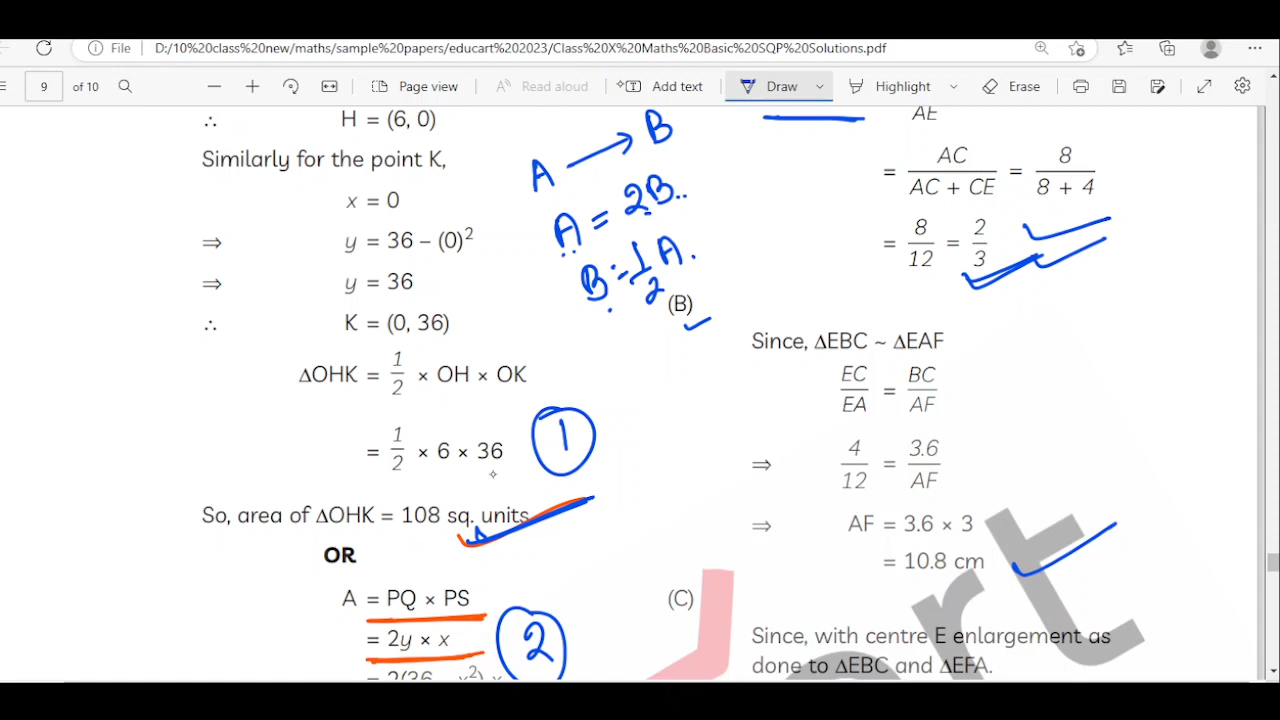 File D:/10%20class%20new/maths/sample%20papers/educart%202023/Class%20X%20Maths%20Basic%20SQP%20Solutions.pdf
9 of 10 Page view Read aloud Add text Draw Highlight Erase
∴ H = (6, 0)
Similarly for the point K,
x = 0
⇒ y = 36 – (0)²
⇒ y = 36
∴ K = (0, 36)
ΔOHK = 1/2 × OH × OK
= 1/2 × 6 × 36
So, area of ΔOHK = 108 sq. units
OR
A = PQ × PS
= 2y × x
= 2(36 – x²) x
A → B
A = 2B..
B = 1/2 A.
1
2
AE
= AC/(AC + CE) = 8/(8 + 4)
= 8/12 = 2/3
(B)
Since, ΔEBC ~ ΔEAF
EC/EA = BC/AF
⇒ 4/12 = 3.6/AF
⇒ AF = 3.6 × 3
= 10.8 cm
(C)
Since, with centre E enlargement as
done to ΔEBC and ΔEFA.